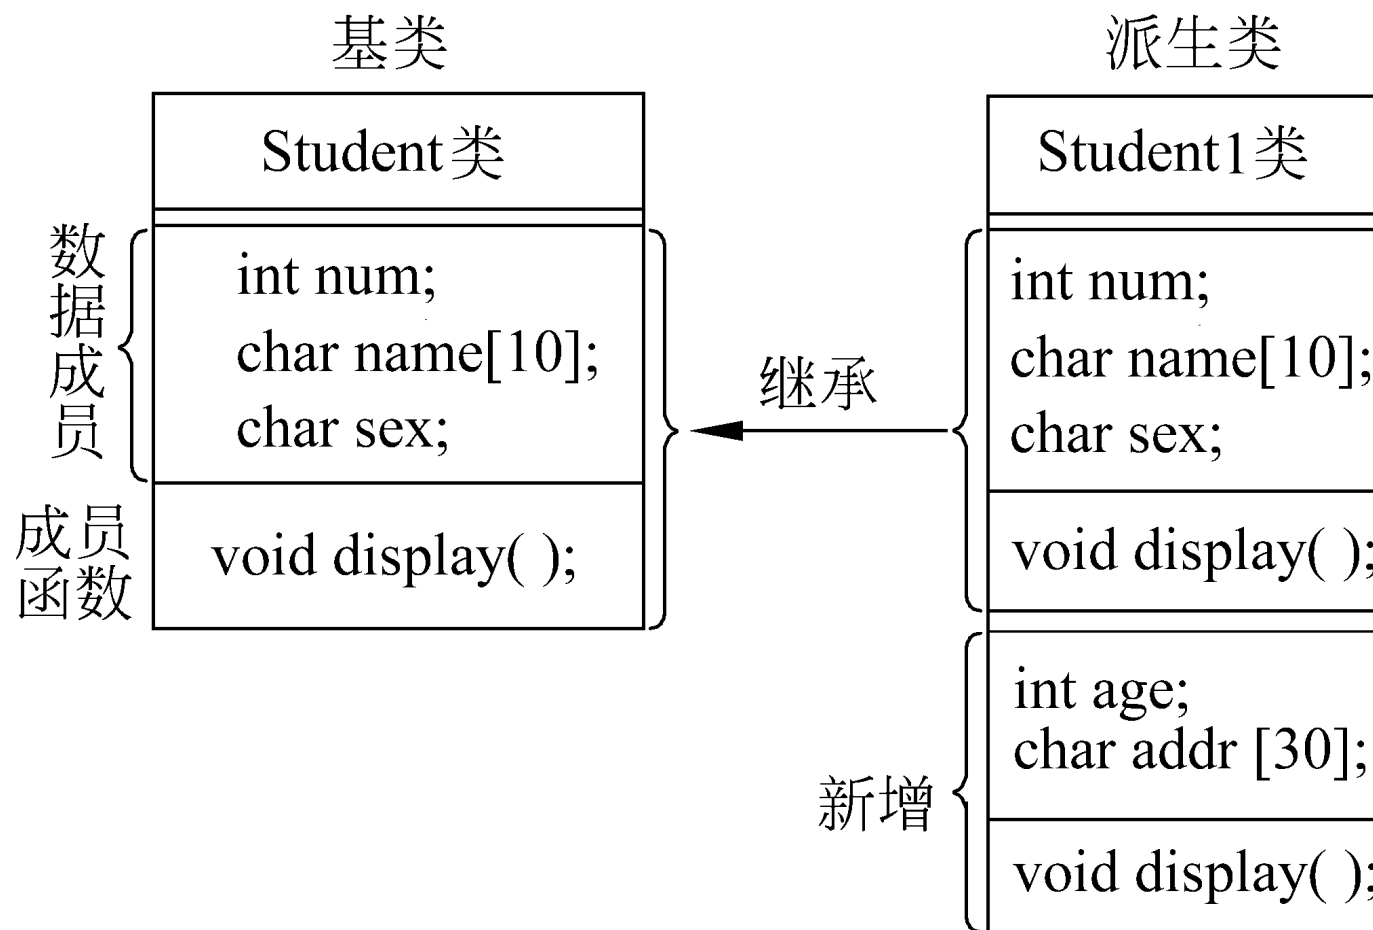 基类
Student类
数据成员
int num;
char name[10];
char sex;
成员
函数
void display( );
继承
派生类
Student1类
int num;
char name[10];
char sex;
void display( );
新增
int age;
char addr [30];
void display( );